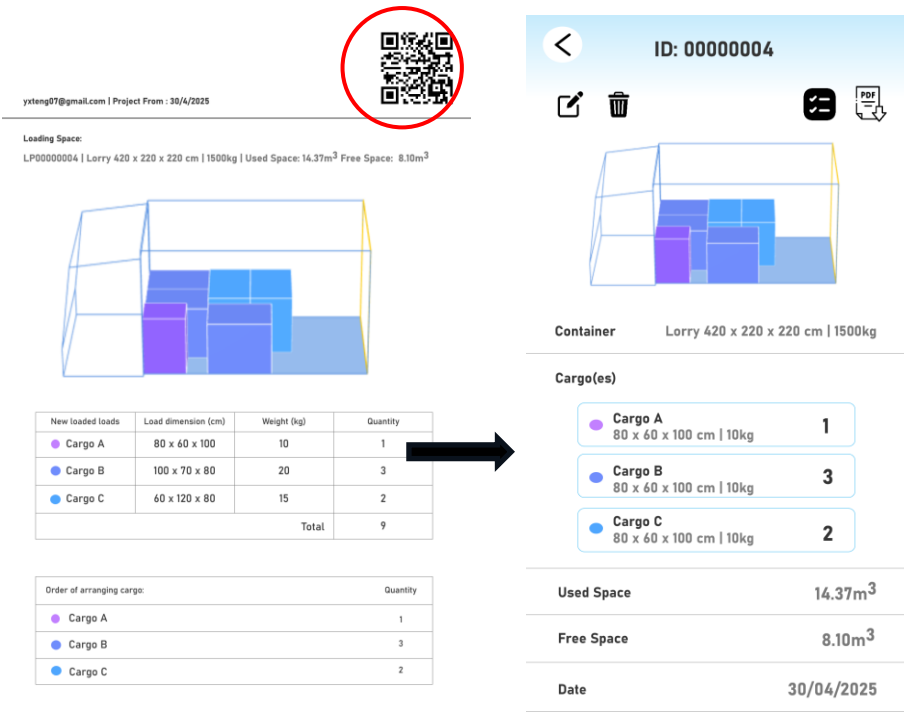 yxteng07@gmail.com | Project From : 30/4/2025
Loading Space:
LP00000004 | Lorry 420 x 220 x 220 cm | 1500kg | Used Space: 14.37m3 Free Space: 8.10m3
New loaded loads Load dimension (cm) Weight (kg) Quantity
Cargo A 80 x 60 x 100 10 1
Cargo B 100 x 70 x 80 20 3
Cargo C 60 x 120 x 80 15 2
Total 9
Order of arranging cargo: Quantity
Cargo A 1
Cargo B 3
Cargo C 2
ID: 00000004
PDF
Container Lorry 420 x 220 x 220 cm | 1500kg
Cargo(es)
Cargo A
80 x 60 x 100 cm | 10kg 1
Cargo B
80 x 60 x 100 cm | 10kg 3
Cargo C
80 x 60 x 100 cm | 10kg 2
Used Space 14.37m3
Free Space 8.10m3
Date 30/04/2025